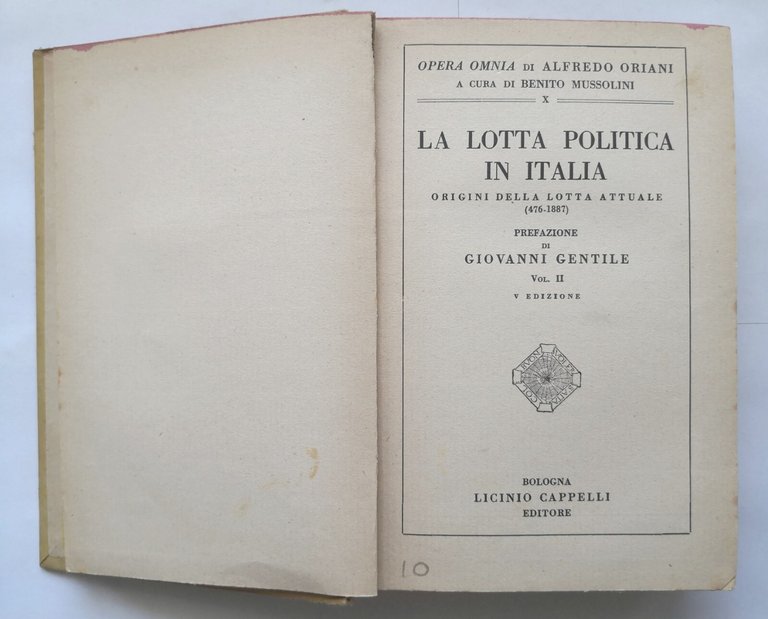 OPERA OMNIA DI ALFREDO ORIANI
A CURA DI BENITO MUSSOLINI
X
LA LOTTA POLITICA
IN ITALIA
ORIGINI DELLA LOTTA ATTUALE
(476-1887)
PREFAZIONE
DI
GIOVANNI GENTILE
VOL. II
V EDIZIONE
BOLOGNA
LICINIO CAPPELLI
EDITORE
10